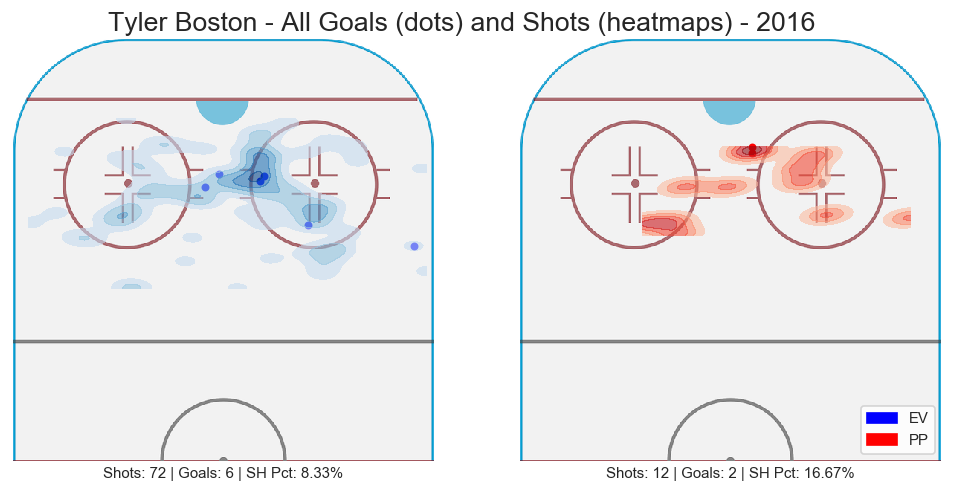 Tyler Boston - All Goals (dots) and Shots (heatmaps) - 2016
EV
PP
Shots: 72 | Goals: 6 | SH Pct: 8.33%
Shots: 12 | Goals: 2 | SH Pct: 16.67%